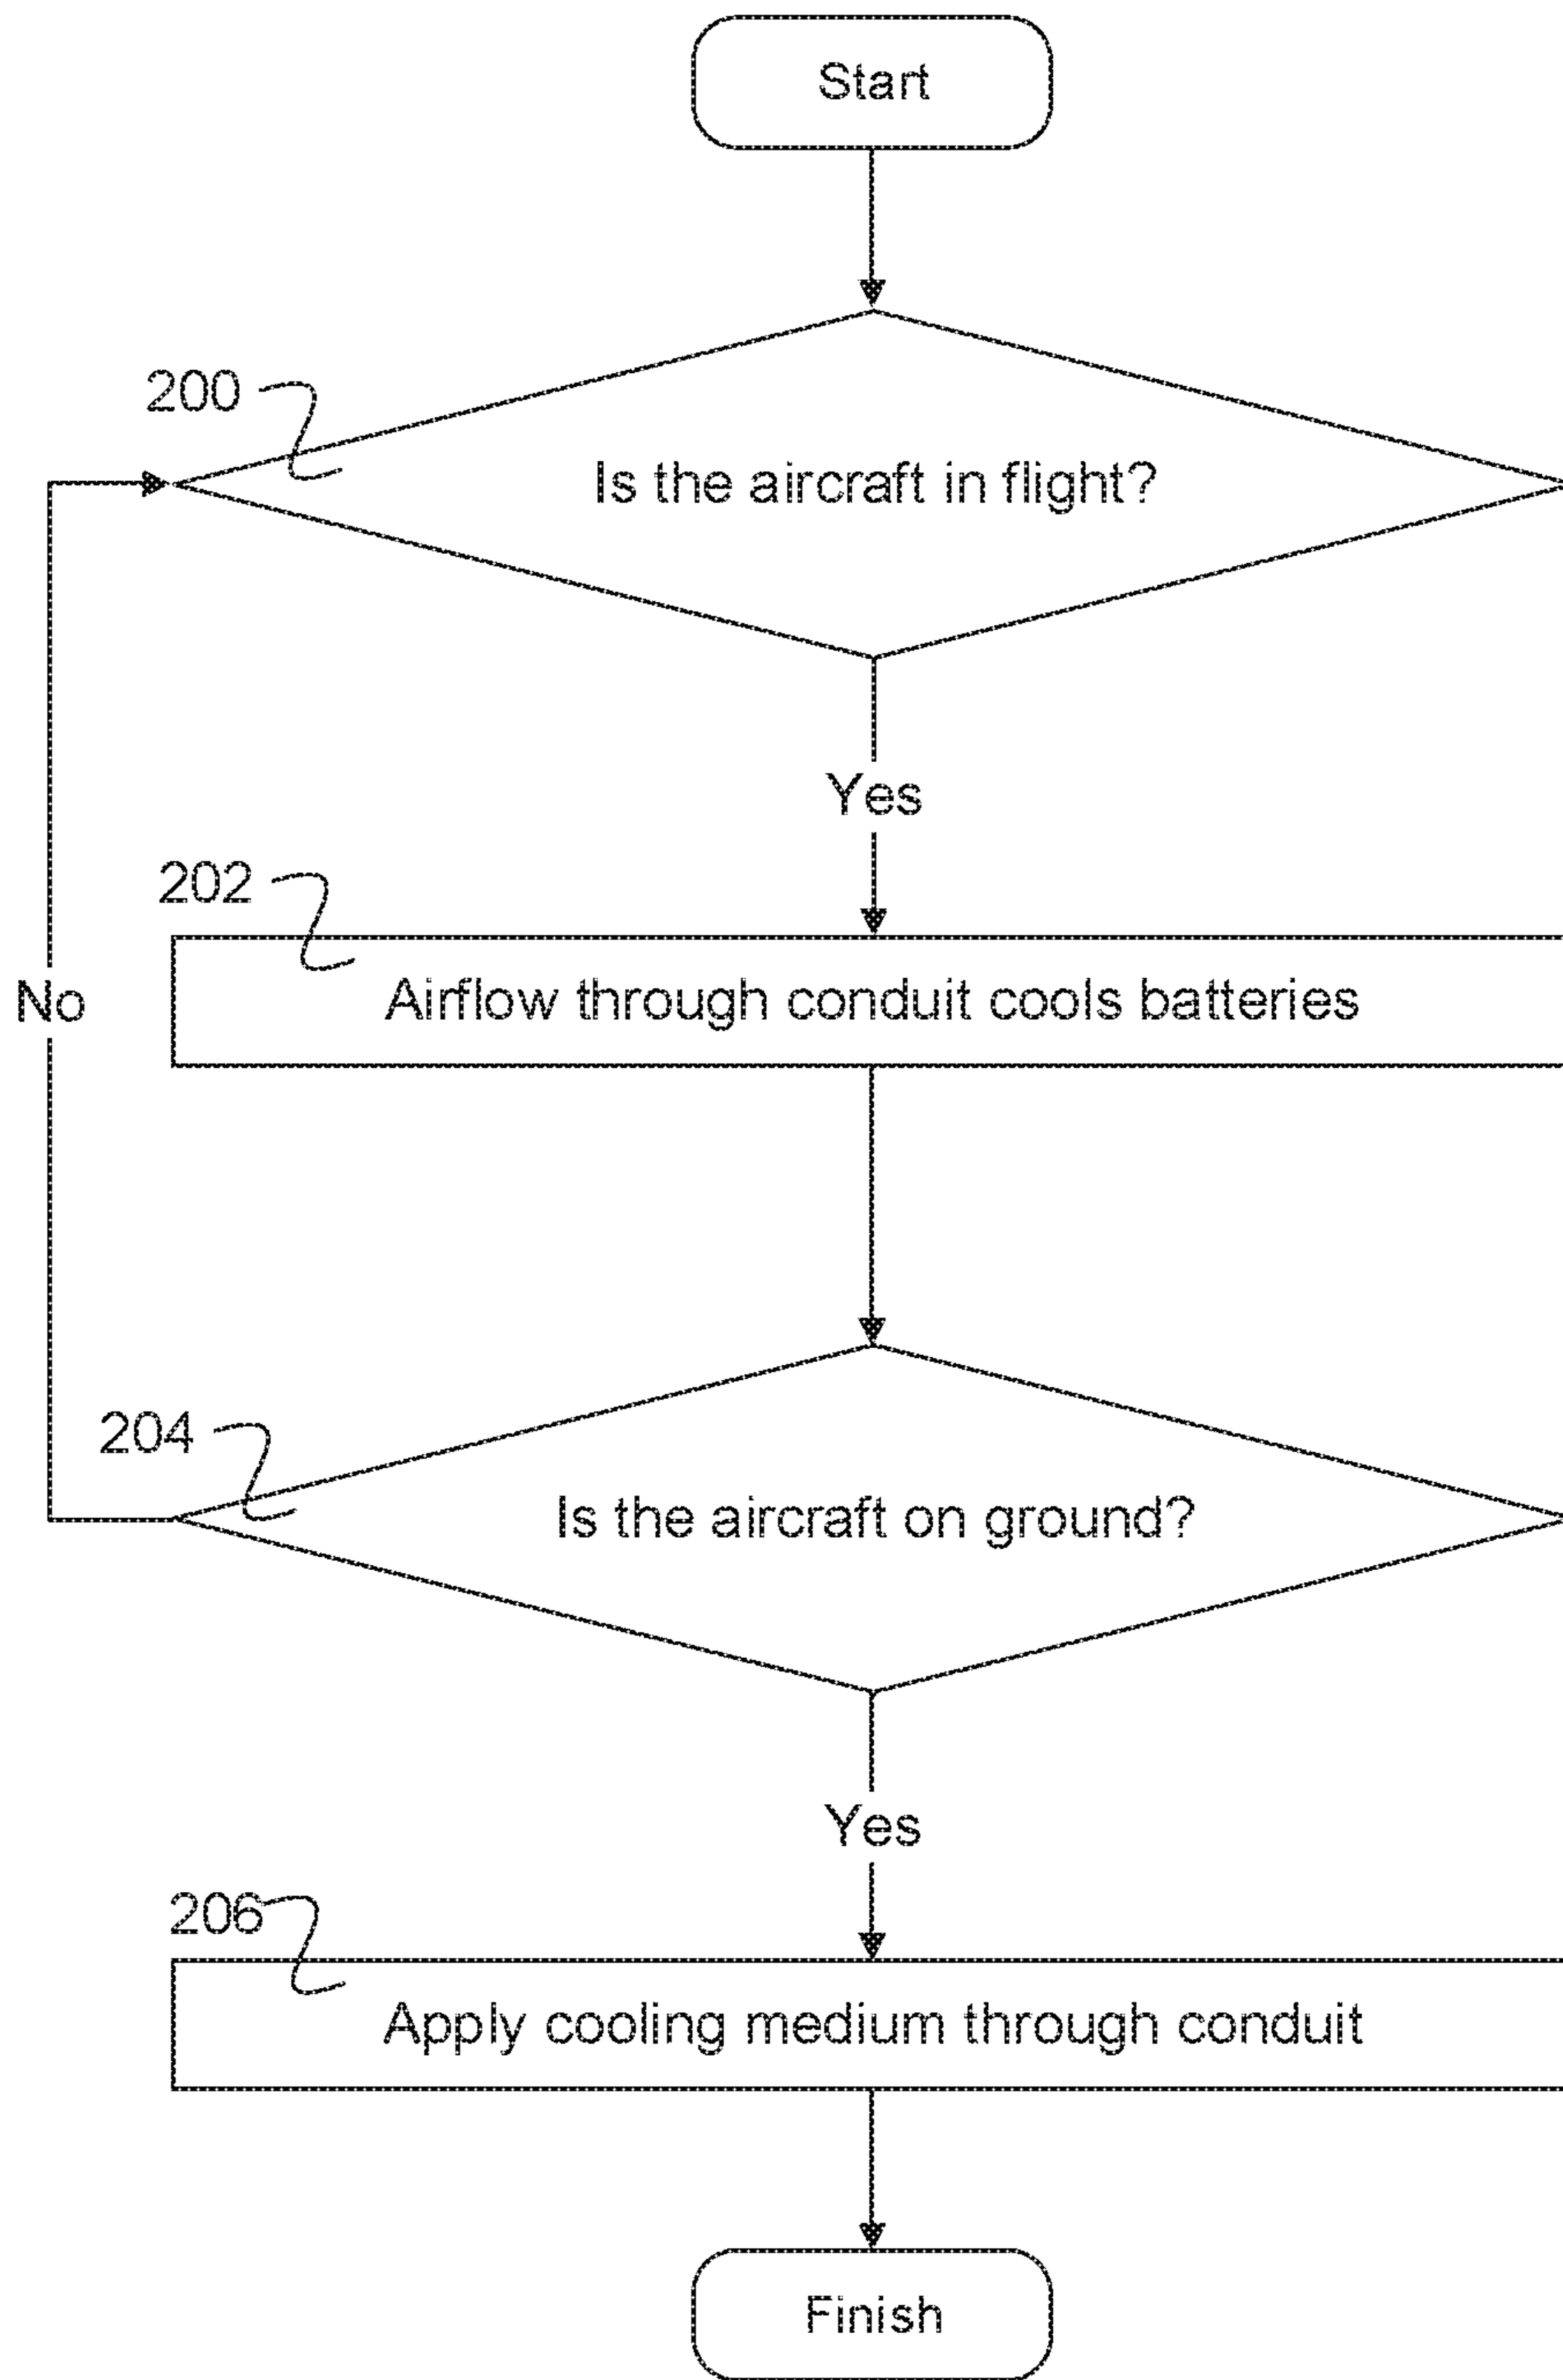 Start
200
Is the aircraft in flight?
Yes
202
No
Airflow through conduit cools batteries
204
Is the aircraft on ground?
Yes
206
Apply cooling medium through conduit
Finish